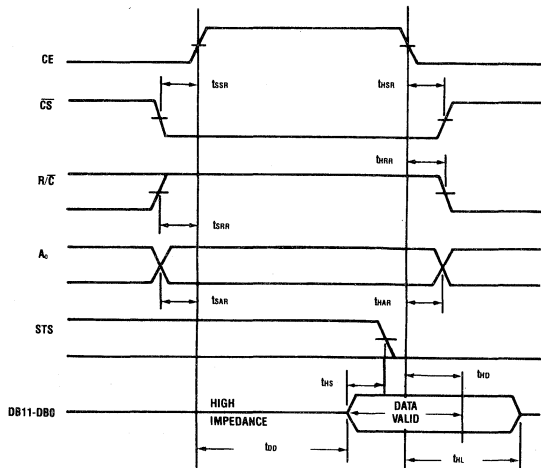 CE
tSSR
tHSR
C̅S̅
tHRR
R/C̅
tSRR
A₀
tSAR
tHAR
STS
tHS
tHD
DB11-DB0
HIGH
IMPEDANCE
DATA
VALID
tDD
tHL